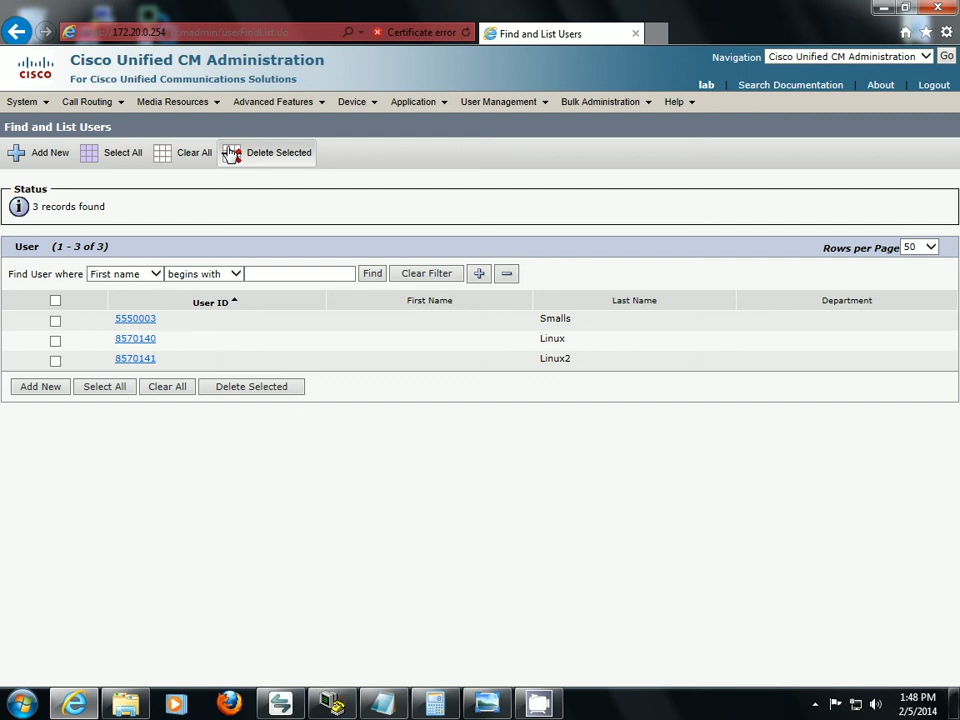 172.20.0.254/cmadmin/userFindList.do
Certificate error
Find and List Users
CISCO
Cisco Unified CM Administration
For Cisco Unified Communications Solutions
Navigation Cisco Unified CM Administration Go
lab Search Documentation About Logout
System Call Routing Media Resources Advanced Features Device Application User Management Bulk Administration Help
Find and List Users
Add New Select All Clear All Delete Selected
Status
3 records found
User (1 - 3 of 3)
Rows per Page 50
Find User where First name begins with Find Clear Filter
User ID First Name Last Name Department
5550003 Smalls
8570140 Linux
8570141 Linux2
Add New Select All Clear All Delete Selected
1:48 PM
2/5/2014